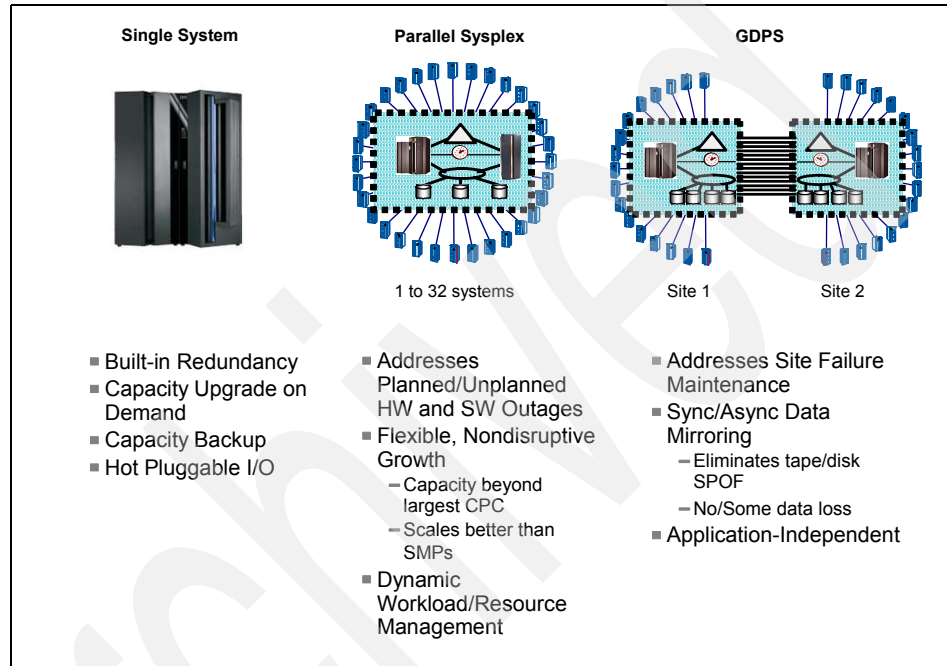 Single System
Parallel Sysplex
GDPS
1 to 32 systems
Site 1
Site 2
Built-in Redundancy
Capacity Upgrade on
Demand
Capacity Backup
Hot Pluggable I/O
Addresses
Planned/Unplanned
HW and SW Outages
Flexible, Nondisruptive
Growth
Capacity beyond
largest CPC
Scales better than
SMPs
Dynamic
Workload/Resource
Management
Addresses Site Failure
Maintenance
Sync/Async Data
Mirroring
Eliminates tape/disk
SPOF
No/Some data loss
Application-Independent
Archived